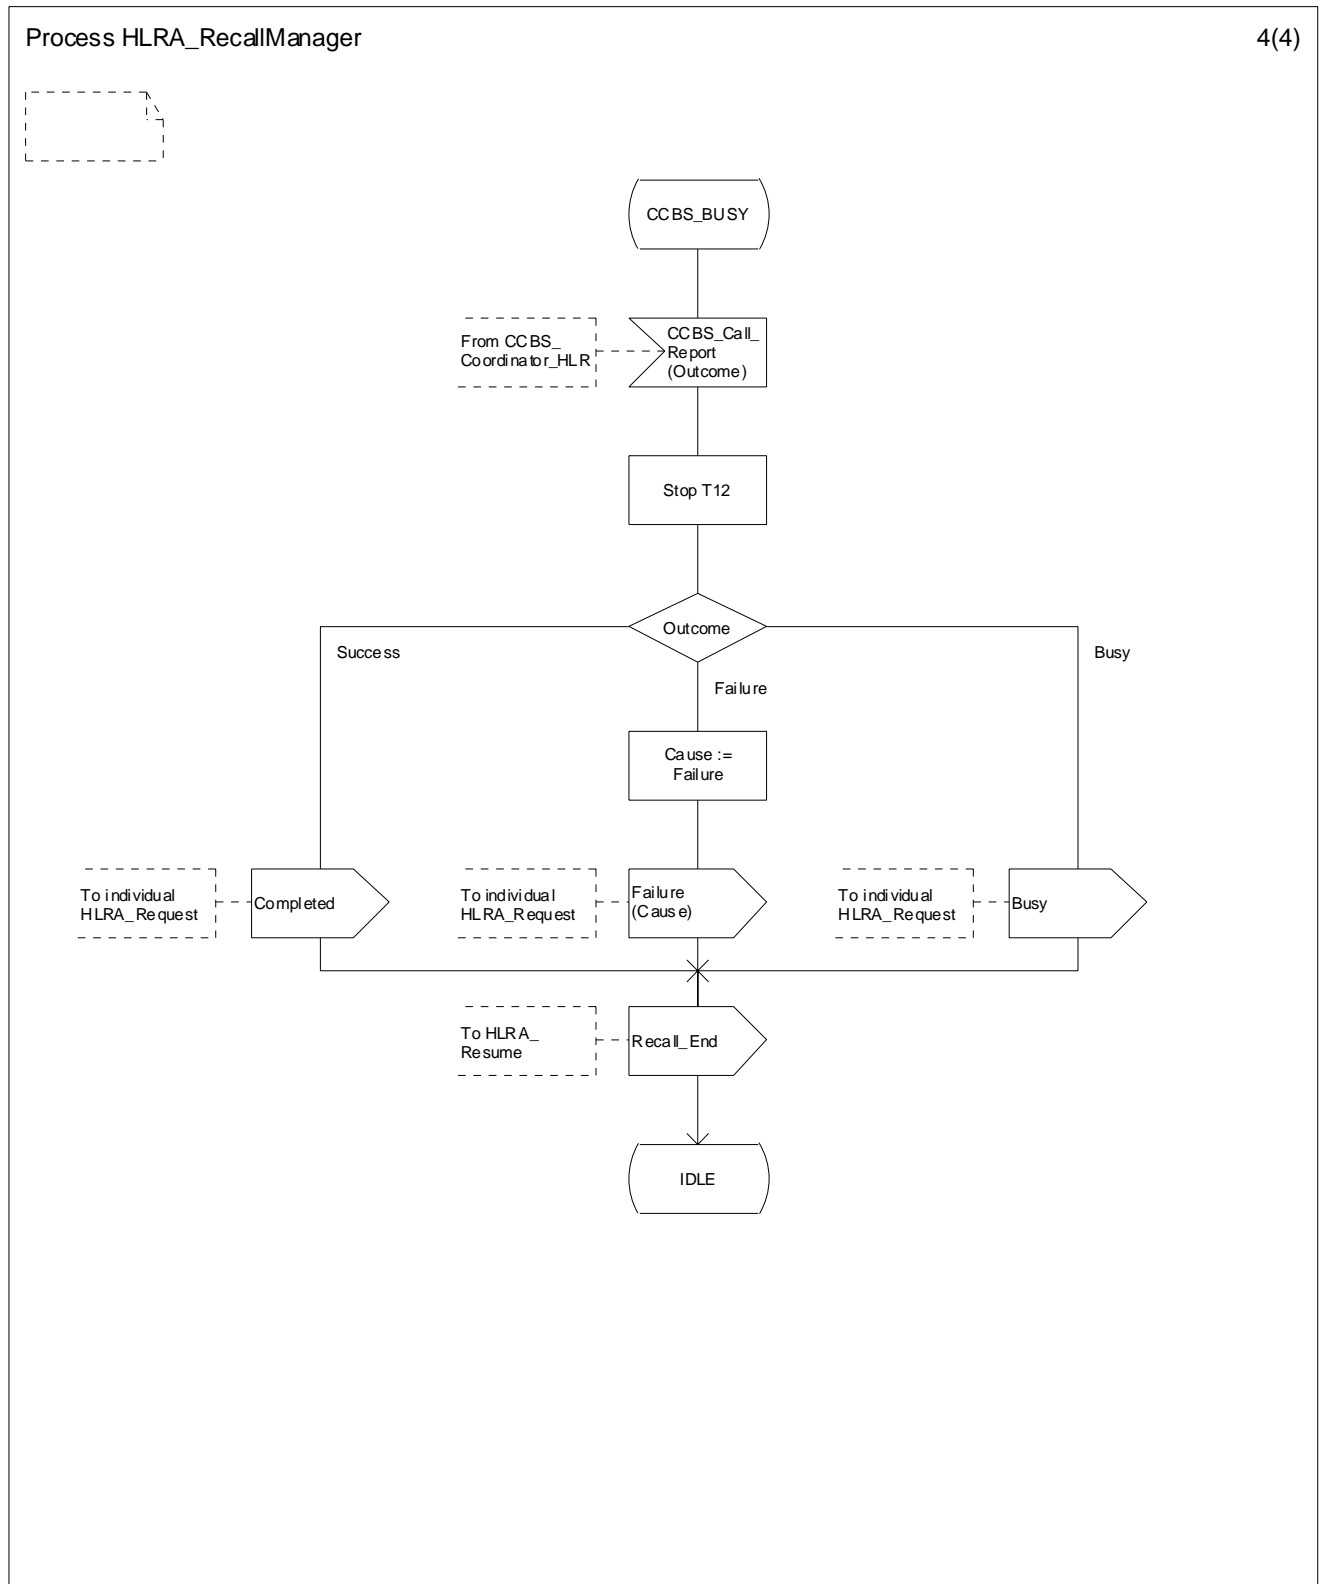 Process HLRA_RecallManager
4(4)
CCBS_BUSY
From CCBS_
Coordinator_HLR
CCBS_Call_
Report
(Outcome)
Stop T12
Outcome
Success
Failure
Busy
Cause :=
Failure
To individual
HLRA_Request
Completed
To individual
HLRA_Request
Failure
(Cause)
To individual
HLRA_Request
Busy
To HLRA_
Resume
Recall_End
IDLE